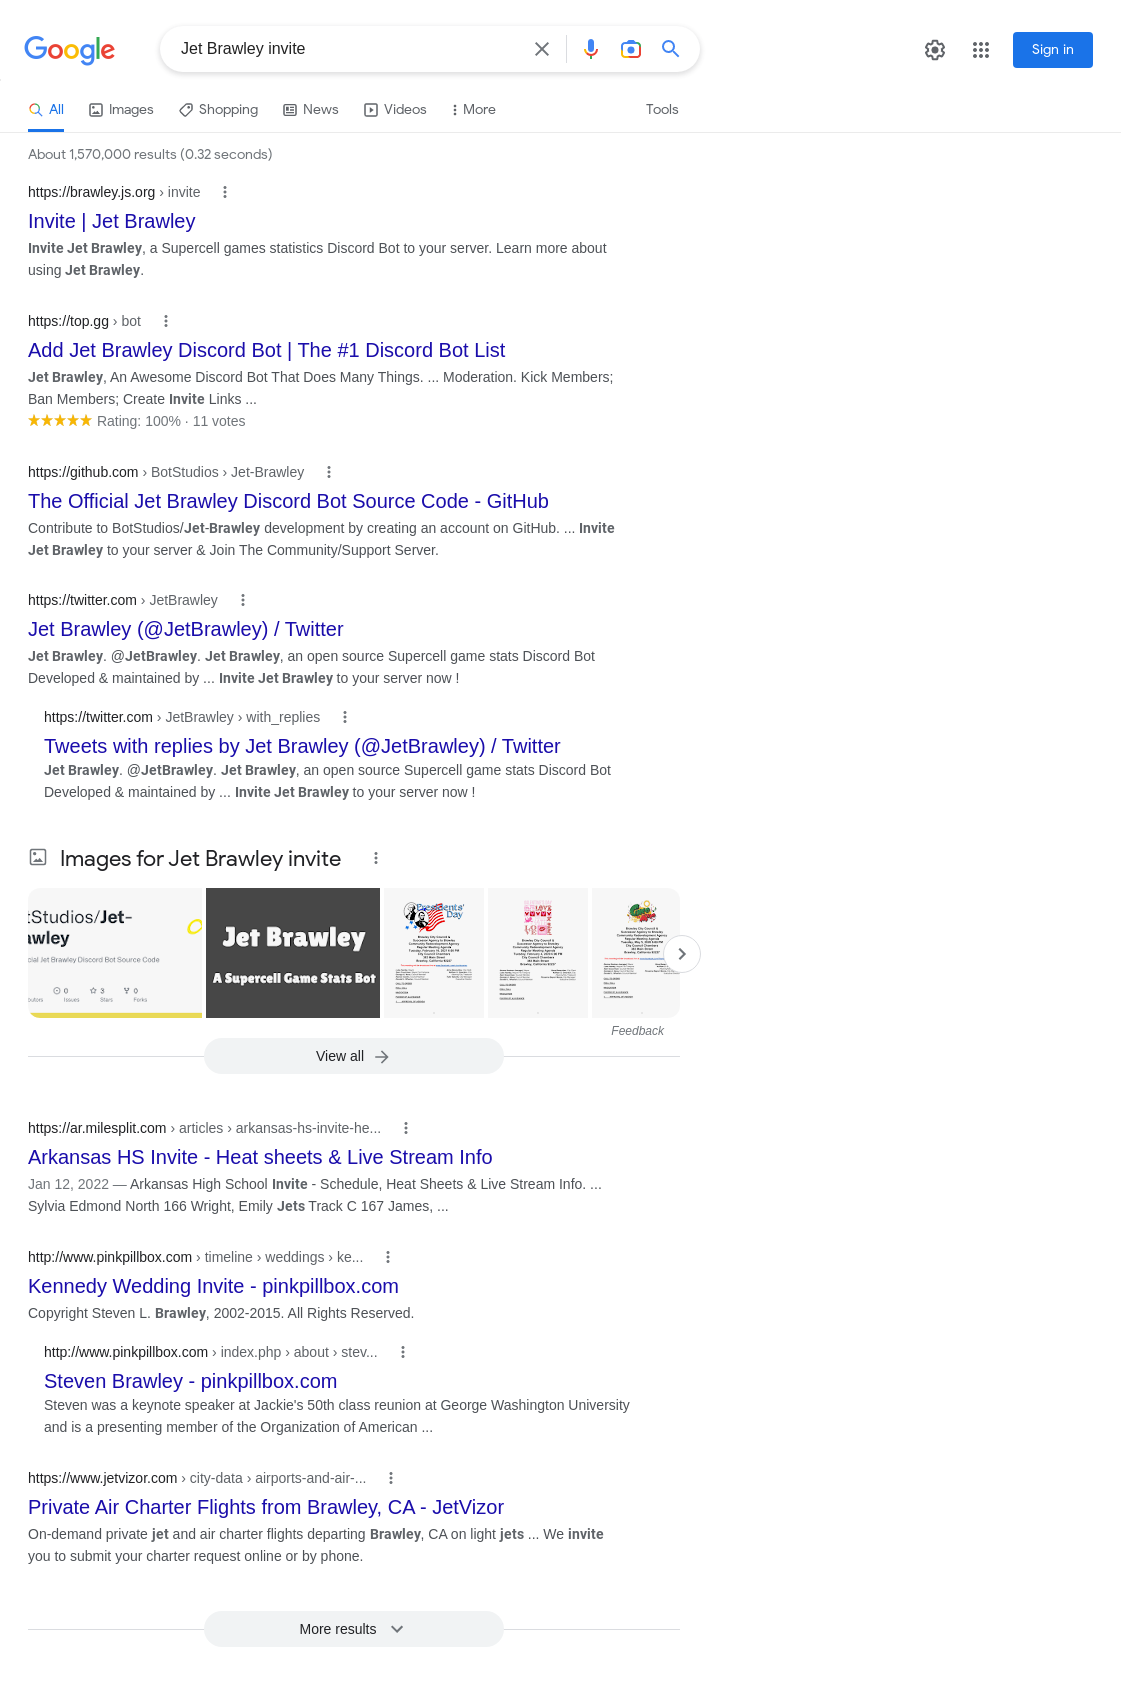 Google
Jet Brawley invite
Sign in
All
Images
Shopping
News
Videos
More
Tools
About 1,570,000 results (0.32 seconds)
https://brawley.js.org › invite
Invite | Jet Brawley
Invite Jet Brawley, a Supercell games statistics Discord Bot to your server. Learn more about
using Jet Brawley.
https://top.gg › bot
Add Jet Brawley Discord Bot | The #1 Discord Bot List
Jet Brawley, An Awesome Discord Bot That Does Many Things. ... Moderation. Kick Members;
Ban Members; Create Invite Links ...
Rating: 100% · 11 votes
https://github.com › BotStudios › Jet-Brawley
The Official Jet Brawley Discord Bot Source Code - GitHub
Contribute to BotStudios/Jet-Brawley development by creating an account on GitHub. ... Invite
Jet Brawley to your server & Join The Community/Support Server.
https://twitter.com › JetBrawley
Jet Brawley (@JetBrawley) / Twitter
Jet Brawley. @JetBrawley. Jet Brawley, an open source Supercell game stats Discord Bot
Developed & maintained by ... Invite Jet Brawley to your server now !
https://twitter.com › JetBrawley › with_replies
Tweets with replies by Jet Brawley (@JetBrawley) / Twitter
Jet Brawley. @JetBrawley. Jet Brawley, an open source Supercell game stats Discord Bot
Developed & maintained by ... Invite Jet Brawley to your server now !
Images for Jet Brawley invite
tStudios/Jet-
awley
cial Jet Brawley Discord Bot Source Code
0 3 0
utors Issues Stars Forks
Jet Brawley
A Supercell Game Stats Bot
Presidents'
Day
Feedback
View all
https://ar.milesplit.com › articles › arkansas-hs-invite-he...
Arkansas HS Invite - Heat sheets & Live Stream Info
Jan 12, 2022 — Arkansas High School Invite - Schedule, Heat Sheets & Live Stream Info. ...
Sylvia Edmond North 166 Wright, Emily Jets Track C 167 James, ...
http://www.pinkpillbox.com › timeline › weddings › ke...
Kennedy Wedding Invite - pinkpillbox.com
Copyright Steven L. Brawley, 2002-2015. All Rights Reserved.
http://www.pinkpillbox.com › index.php › about › stev...
Steven Brawley - pinkpillbox.com
Steven was a keynote speaker at Jackie's 50th class reunion at George Washington University
and is a presenting member of the Organization of American ...
https://www.jetvizor.com › city-data › airports-and-air-...
Private Air Charter Flights from Brawley, CA - JetVizor
On-demand private jet and air charter flights departing Brawley, CA on light jets ... We invite
you to submit your charter request online or by phone.
More results